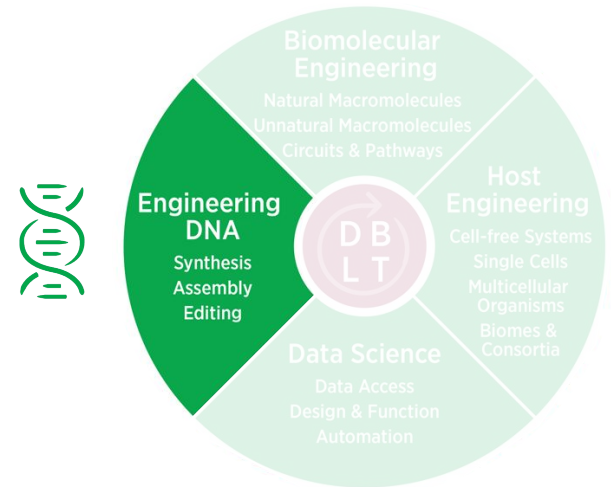 Biomolecular
Engineering
Natural Macromolecules
Unnatural Macromolecules
Circuits & Pathways
Engineering
DNA
Synthesis
Assembly
Editing
D B
L T
Host
Engineering
Cell-free Systems
Single Cells
Multicellular
Organisms
Biomes &
Consortia
Data Science
Data Access
Design & Function
Automation